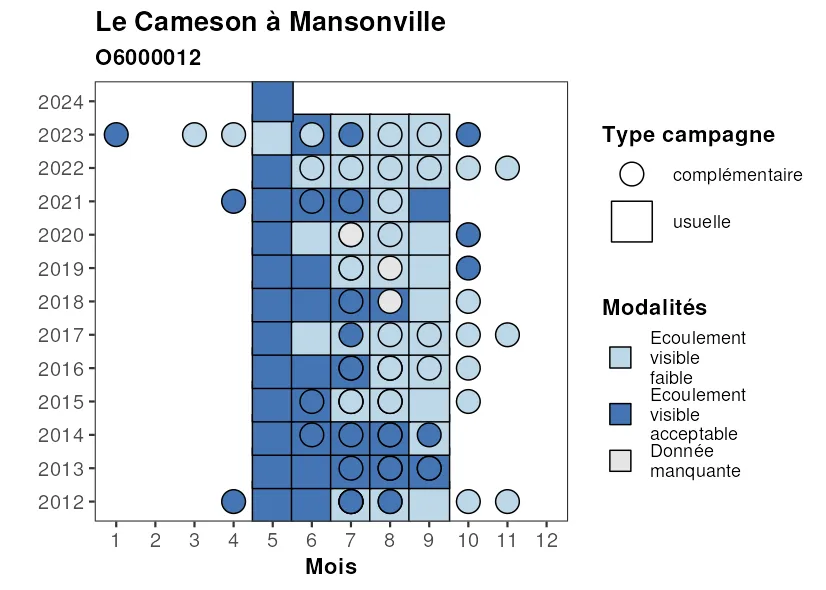 Le Cameson à Mansonville
O6000012
2024
2023
2022
2021
2020
2019
2018
2017
2016
2015
2014
2013
2012
1 2 3 4 5 6 7 8 9 10 11 12
Mois
Type campagne
complémentaire
usuelle
Modalités
Ecoulement
visible
faible
Ecoulement
visible
acceptable
Donnée
manquante